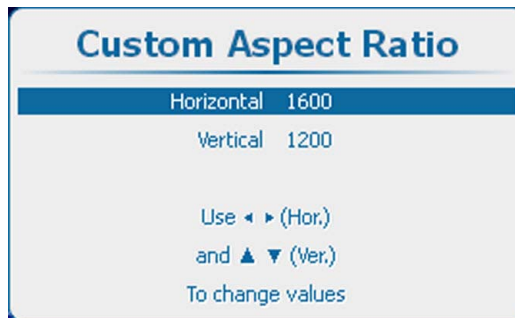 Custom Aspect Ratio
Horizontal 1600
Vertical 1200
Use ◂ ▸ (Hor.)
and ▲ ▼ (Ver.)
To change values